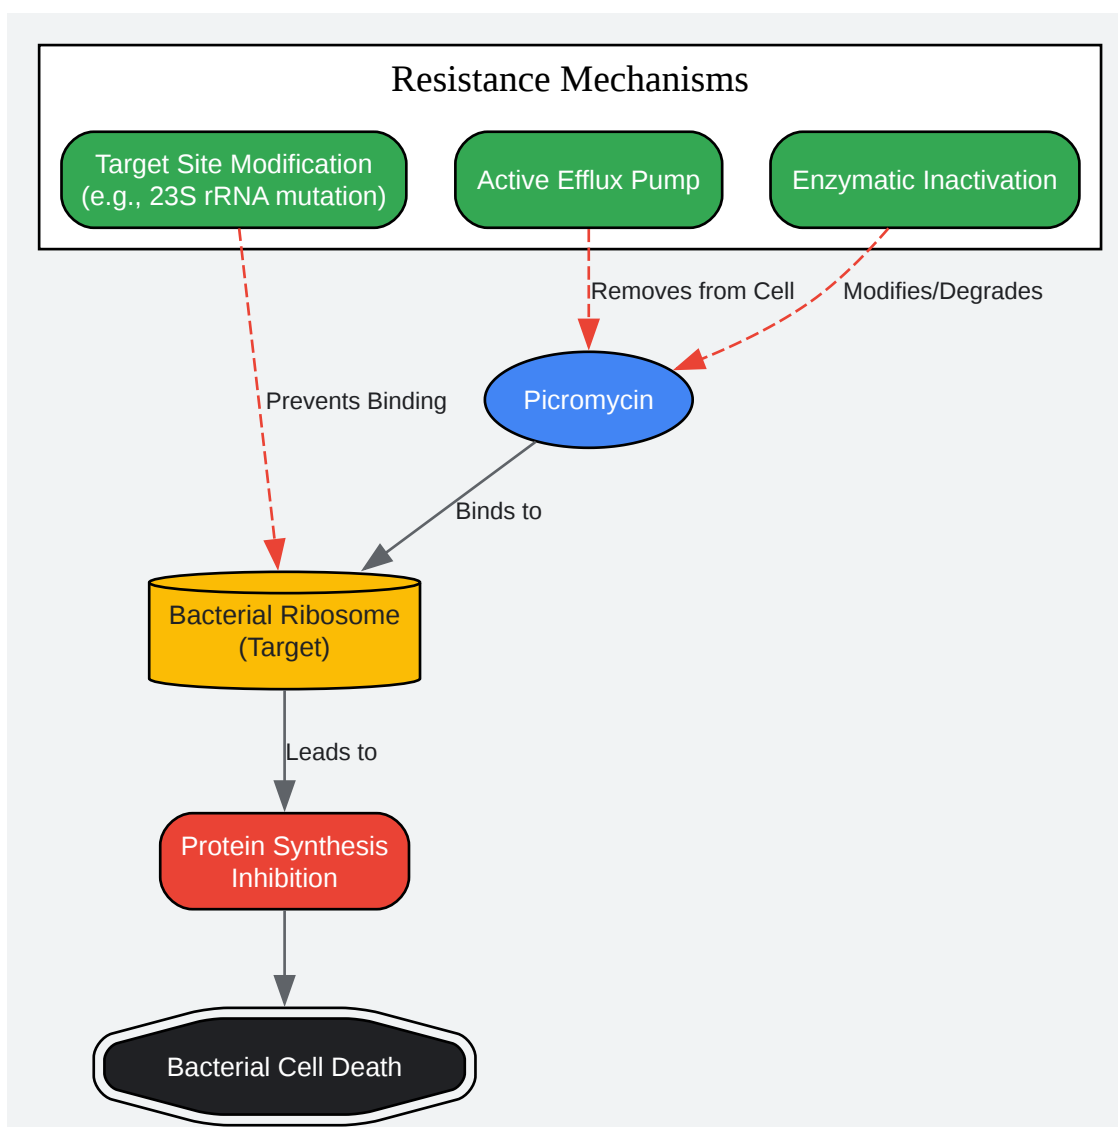 Resistance Mechanisms
Target Site Modification
(e.g., 23S rRNA mutation)
Active Efflux Pump
Enzymatic Inactivation
Removes from Cell
Modifies/Degrades
Prevents Binding
Picromycin
Binds to
Bacterial Ribosome
(Target)
Leads to
Protein Synthesis
Inhibition
Bacterial Cell Death